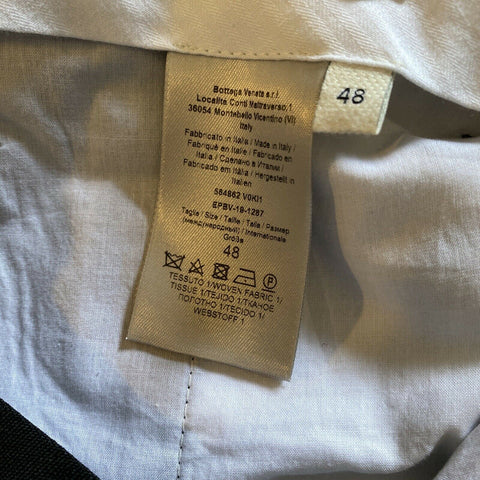 Bottega Veneta s.r.l.
Località Conti Maltraverso,1
36054 Montebello Vicentino (VI)
Italy
Fabbricato in Italia / Made in Italy /
Fabriqué en Italie / Fabricado en
Italia / Сделано в Италии /
Fabricado em Itália / Hergestellt in
Italien
584862 V0KI1
EPBV-19-1287
Taglia / Size / Taille / Talla / Размер
(международный) / Internationale
Größe
48
P
TESSUTO 1/WOVEN FABRIC 1/
TISSUE 1/TEJIDO 1/ТКАНОЕ
ПОЛОТНО 1/TECIDO 1/
WEBSTOFF 1
48